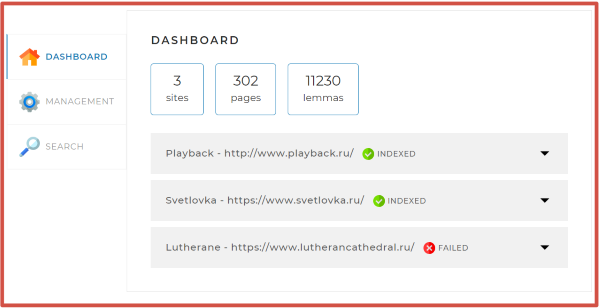 DASHBOARD
MANAGEMENT
SEARCH
DASHBOARD
3 302 11230
sites pages lemmas
Playback - http://www.playback.ru/ INDEXED
Svetlovka - https://www.svetlovka.ru/ INDEXED
Lutherane - https://www.lutherancathedral.ru/ FAILED